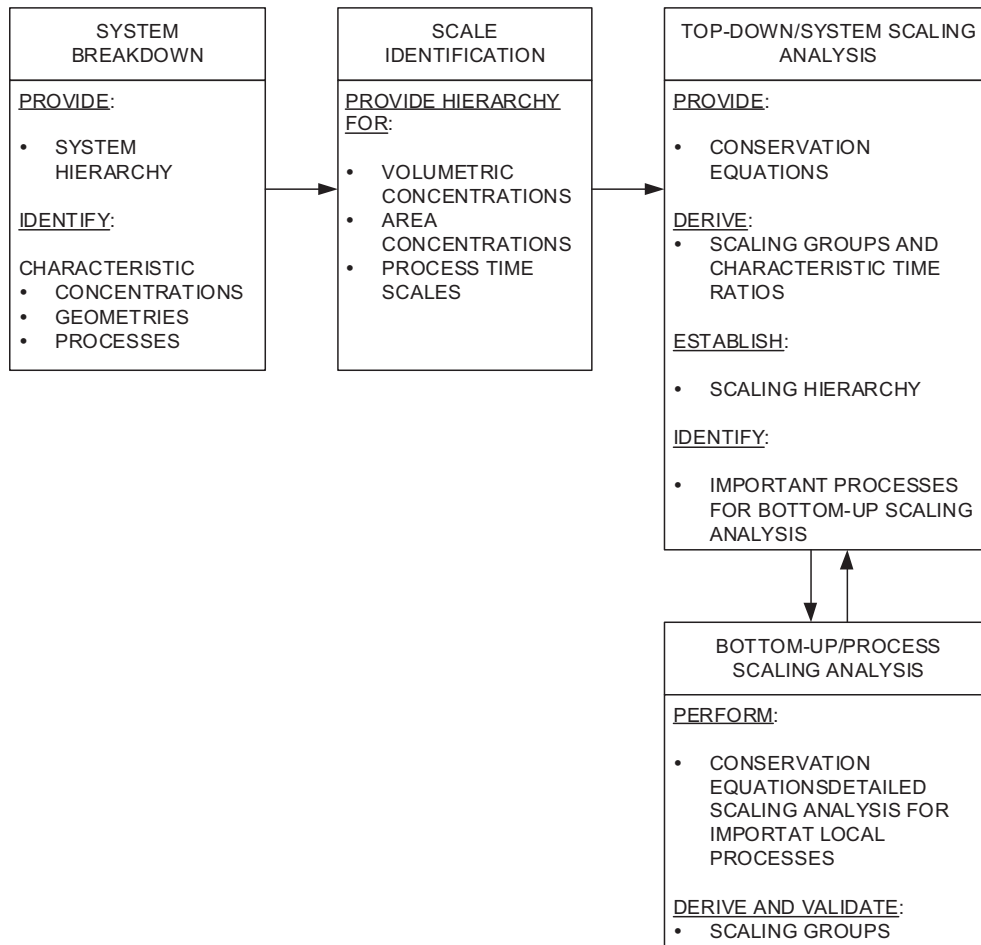 SYSTEM
BREAKDOWN
PROVIDE:
• SYSTEM
HIERARCHY
IDENTIFY:
CHARACTERISTIC
• CONCENTRATIONS
• GEOMETRIES
• PROCESSES
SCALE
IDENTIFICATION
PROVIDE HIERARCHY
FOR:
• VOLUMETRIC
CONCENTRATIONS
• AREA
CONCENTRATIONS
• PROCESS TIME
SCALES
TOP-DOWN/SYSTEM SCALING
ANALYSIS
PROVIDE:
• CONSERVATION
EQUATIONS
DERIVE:
• SCALING GROUPS AND
CHARACTERISTIC TIME
RATIOS
ESTABLISH:
• SCALING HIERARCHY
IDENTIFY:
• IMPORTANT PROCESSES
FOR BOTTOM-UP SCALING
ANALYSIS
BOTTOM-UP/PROCESS
SCALING ANALYSIS
PERFORM:
• CONSERVATION
EQUATIONSDETAILED
SCALING ANALYSIS FOR
IMPORTAT LOCAL
PROCESSES
DERIVE AND VALIDATE:
• SCALING GROUPS